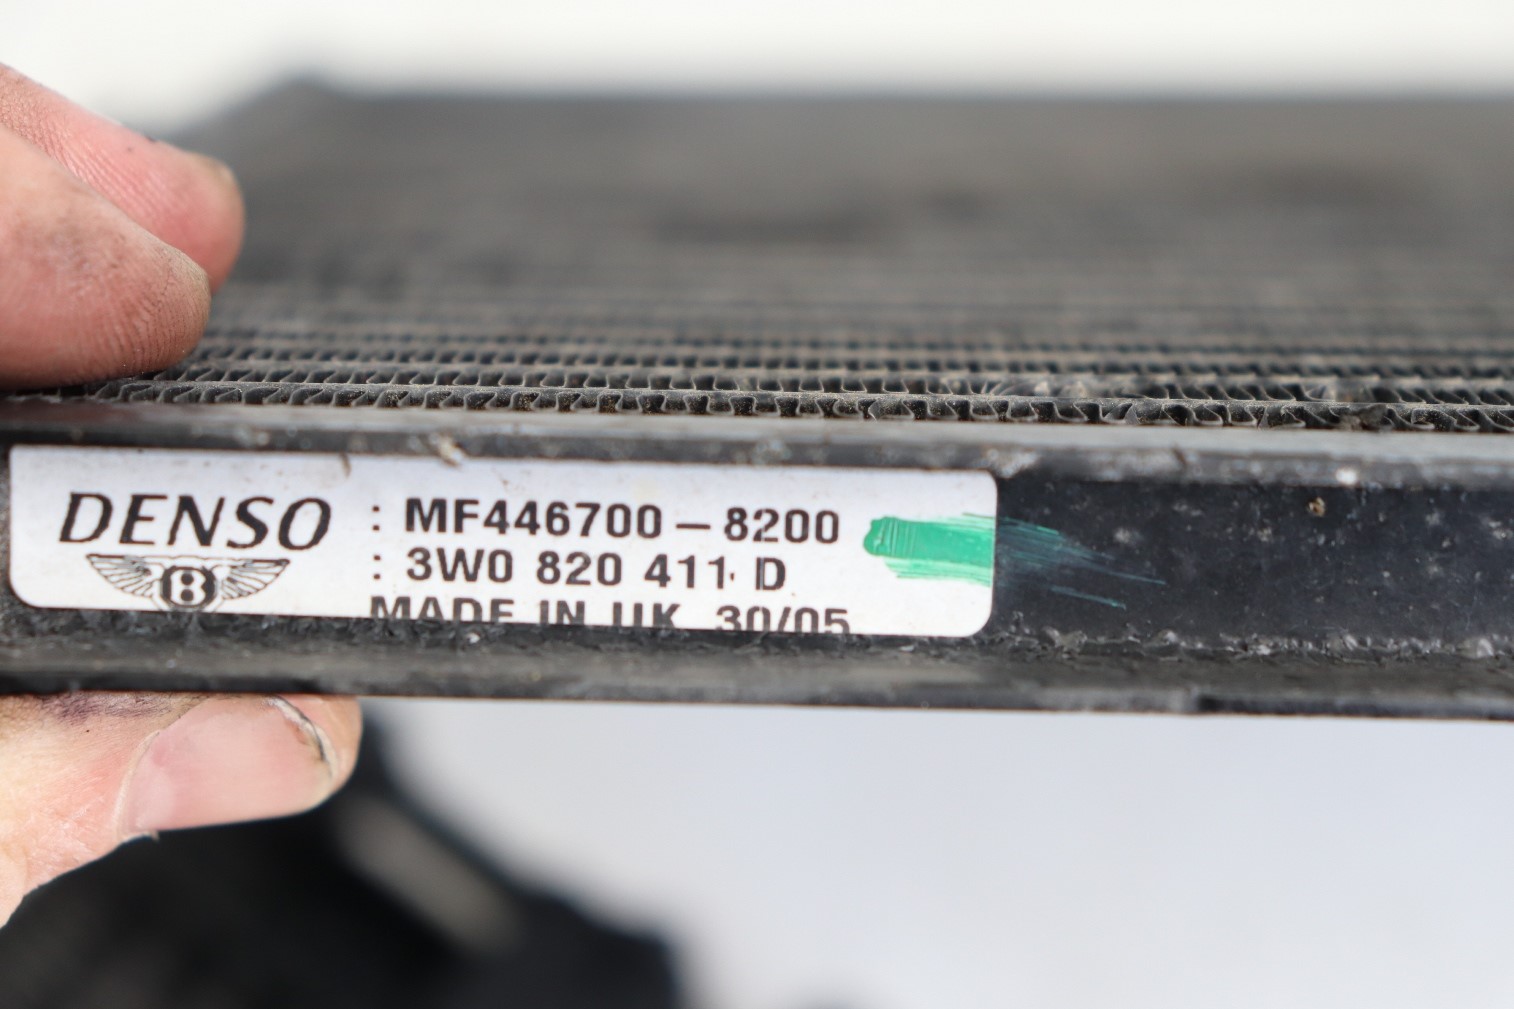 DENSO : MF446700-8200
B : 3W0 820 411 D
MADE IN UK 30/05